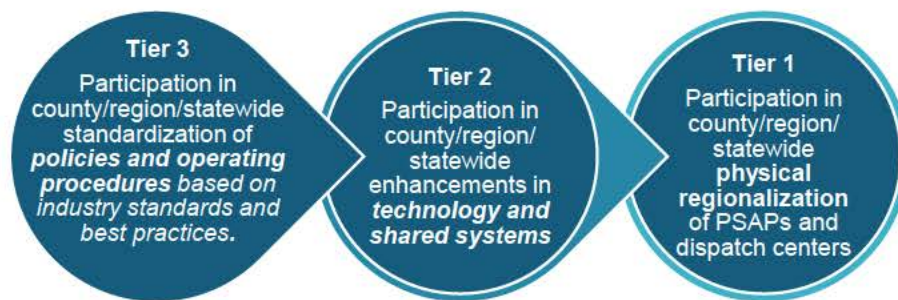 Tier 3
Participation in
county/region/statewide
standardization of
policies and operating
procedures based on
industry standards and
best practices.
Tier 2
Participation in
county/region/
statewide
enhancements in
technology and
shared systems
Tier 1
Participation in
county/region/
statewide
physical
regionalization
of PSAPs and
dispatch centers